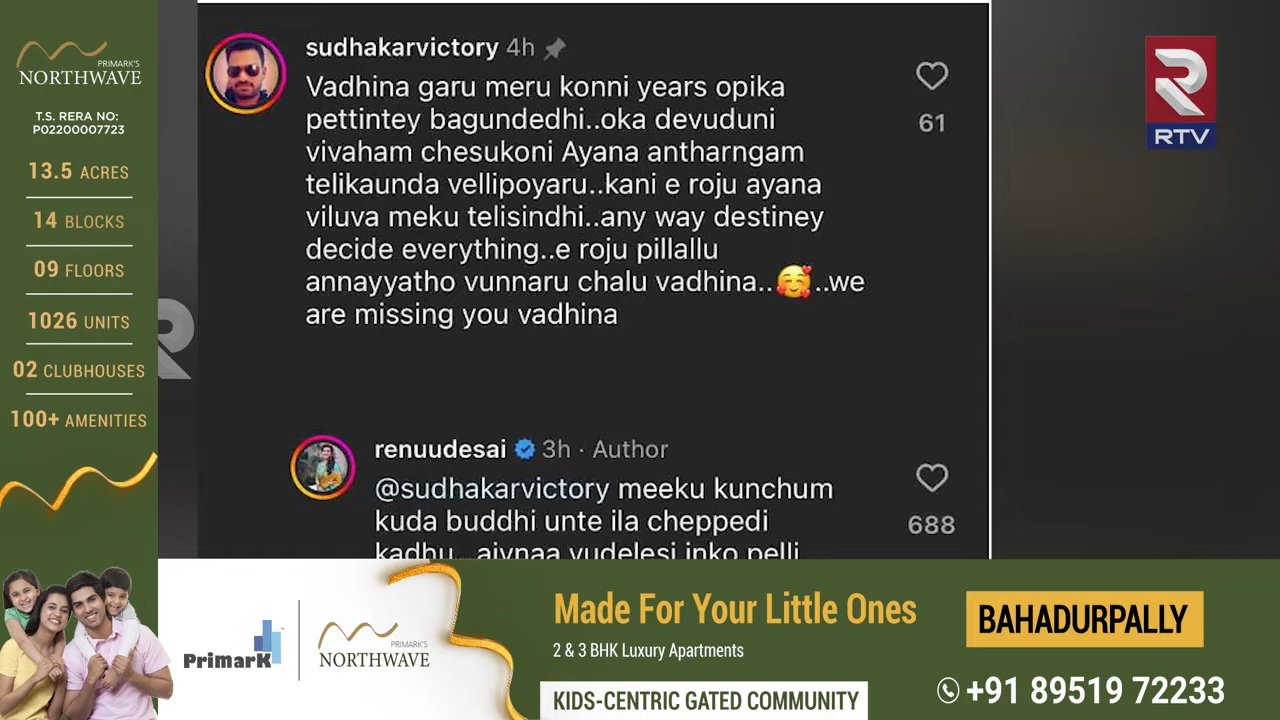 PRIMARK'S
NORTHWAVE
T.S. RERA NO:
P02200007723
13.5 ACRES
14 BLOCKS
09 FLOORS
1026 UNITS
02 CLUBHOUSES
100+ AMENITIES
sudhakarvictory 4h
Vadhina garu meru konni years opika
pettintey bagundedhi..oka devuduni
vivaham chesukoni Ayana antharngam
telikaunda vellipoyaru..kani e roju ayana
viluva meku telisindhi..any way destiney
decide everything..e roju pillallu
annayyatho vunnaru chalu vadhina..🥰..we
are missing you vadhina
61
renuudesai 3h · Author
@sudhakarvictory meeku kunchum
kuda buddhi unte ila cheppedi
kadhu...aiynaa vudelesi inko pelli
688
R
RTV
PrimarK
PRIMARK'S
NORTHWAVE
Made For Your Little Ones
2 & 3 BHK Luxury Apartments
KIDS-CENTRIC GATED COMMUNITY
BAHADURPALLY
+91 89519 72233